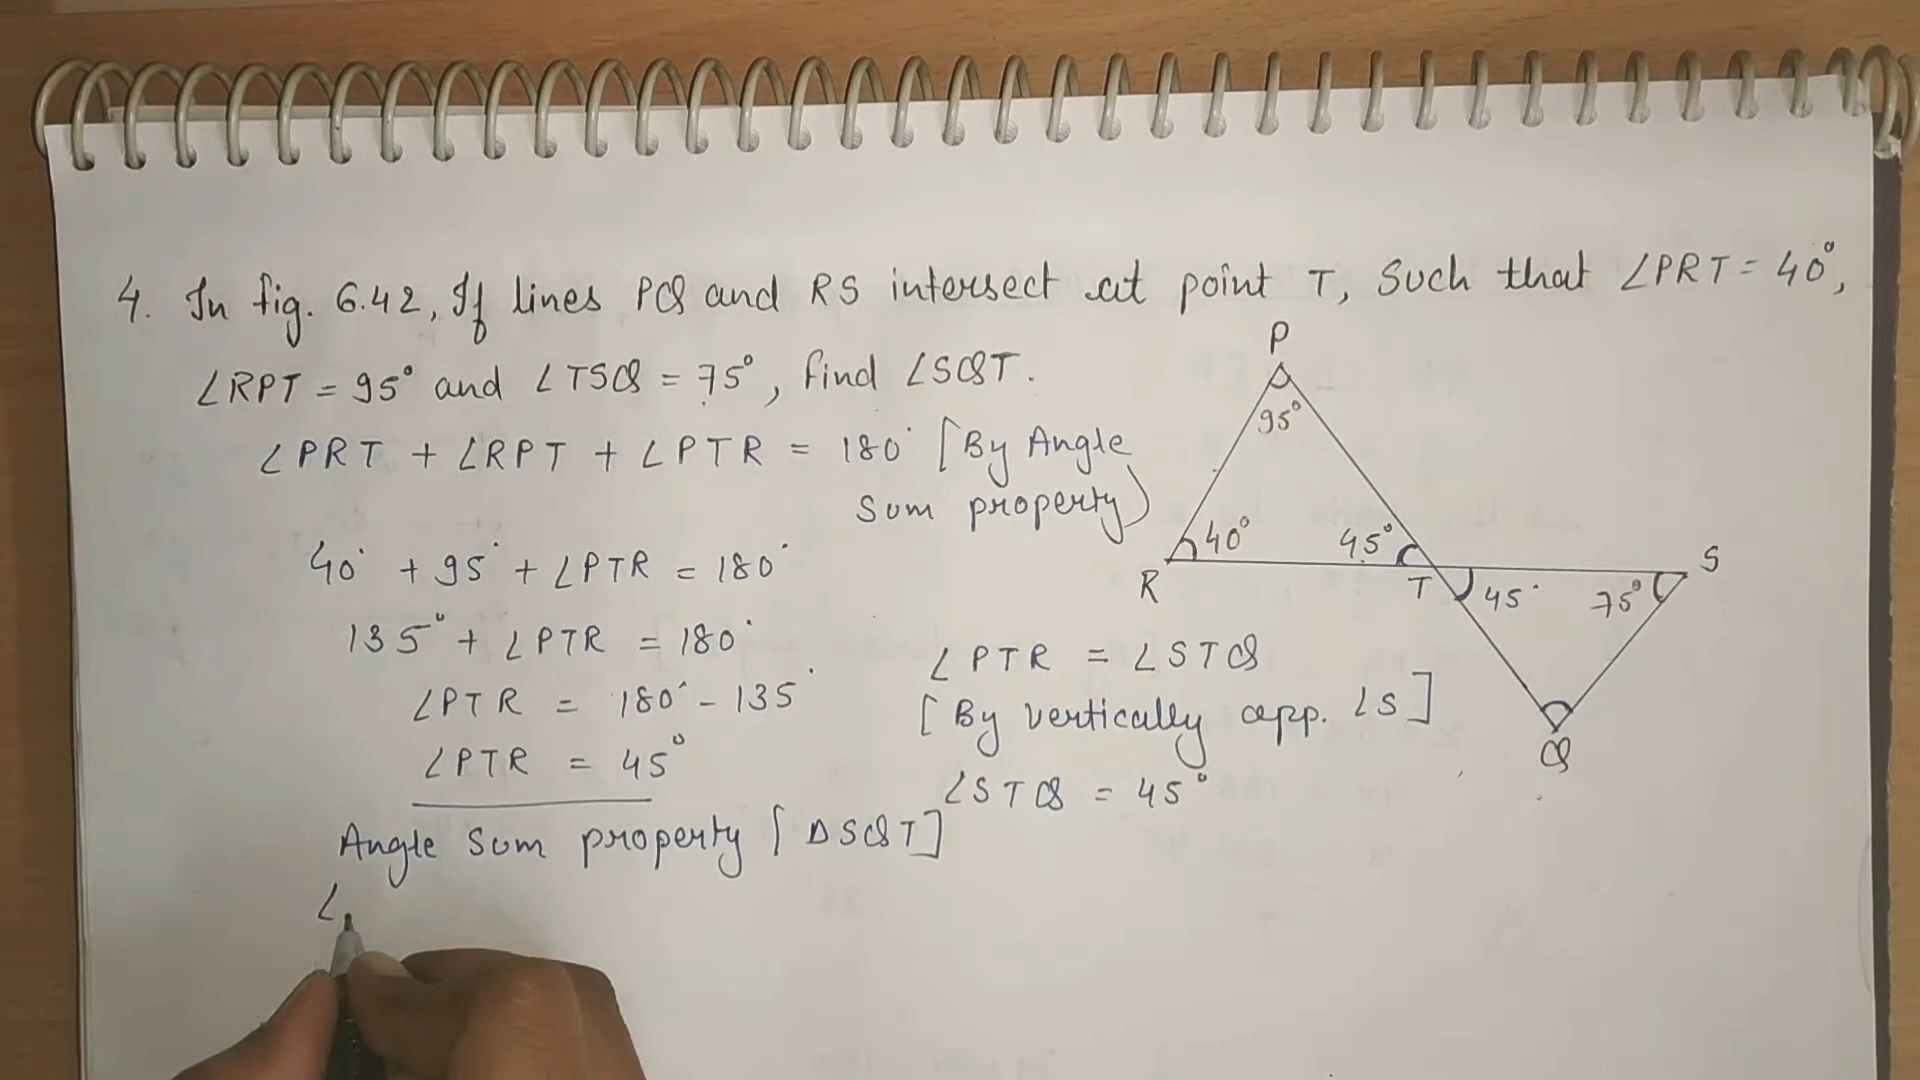 4. In fig. 6.42, If lines PQ and RS intersect at point T, Such that ∠PRT = 40°,
∠RPT = 95° and ∠TSQ = 75°, find ∠SQT.
∠PRT + ∠RPT + ∠PTR = 180° [By Angle
Sum property)
40° + 95° + ∠PTR = 180°
135° + ∠PTR = 180°
∠PTR = 180° - 135°
∠PTR = 45°
Angle Sum property [ΔSQT]
∠
∠PTR = ∠STQ
[By vertically opp. ∠S]
∠STQ = 45°
P
95°
40°
45°
R
T
45°
75°
S
Q